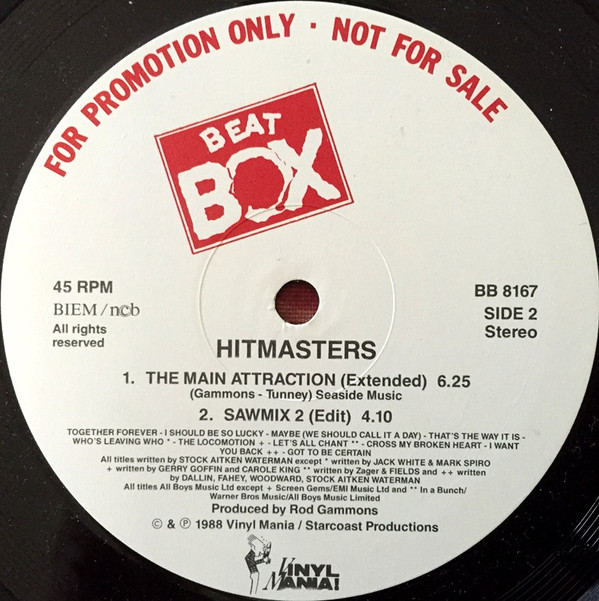 FOR PROMOTION ONLY · NOT FOR SALE
BEAT
BOX
45 RPM
BIEM / ncb
All rights
reserved
BB 8167
SIDE 2
Stereo
HITMASTERS
1. THE MAIN ATTRACTION (Extended) 6.25
(Gammons - Tunney) Seaside Music
2. SAWMIX 2 (Edit) 4.10
TOGETHER FOREVER - I SHOULD BE SO LUCKY - MAYBE (WE SHOULD CALL IT A DAY) - THAT'S THE WAY IT IS -
WHO'S LEAVING WHO * - THE LOCOMOTION + - LET'S ALL CHANT ** - CROSS MY BROKEN HEART - I WANT
YOU BACK ++ - GOT TO BE CERTAIN
All titles written by STOCK AITKEN WATERMAN except * written by JACK WHITE & MARK SPIRO
+ written by GERRY GOFFIN and CAROLE KING ** written by Zager & FIELDS and ++ written
by DALLIN, FAHEY, WOODWARD, STOCK AITKEN WATERMAN
All titles All Boys Music Ltd except + Screen Gems/EMI Music Ltd and ** In a Bunch/
Warner Bros Music/All Boys Music Limited
Produced by Rod Gammons
© & ℗ 1988 Vinyl Mania / Starcoast Productions
VINYL
MANIA!